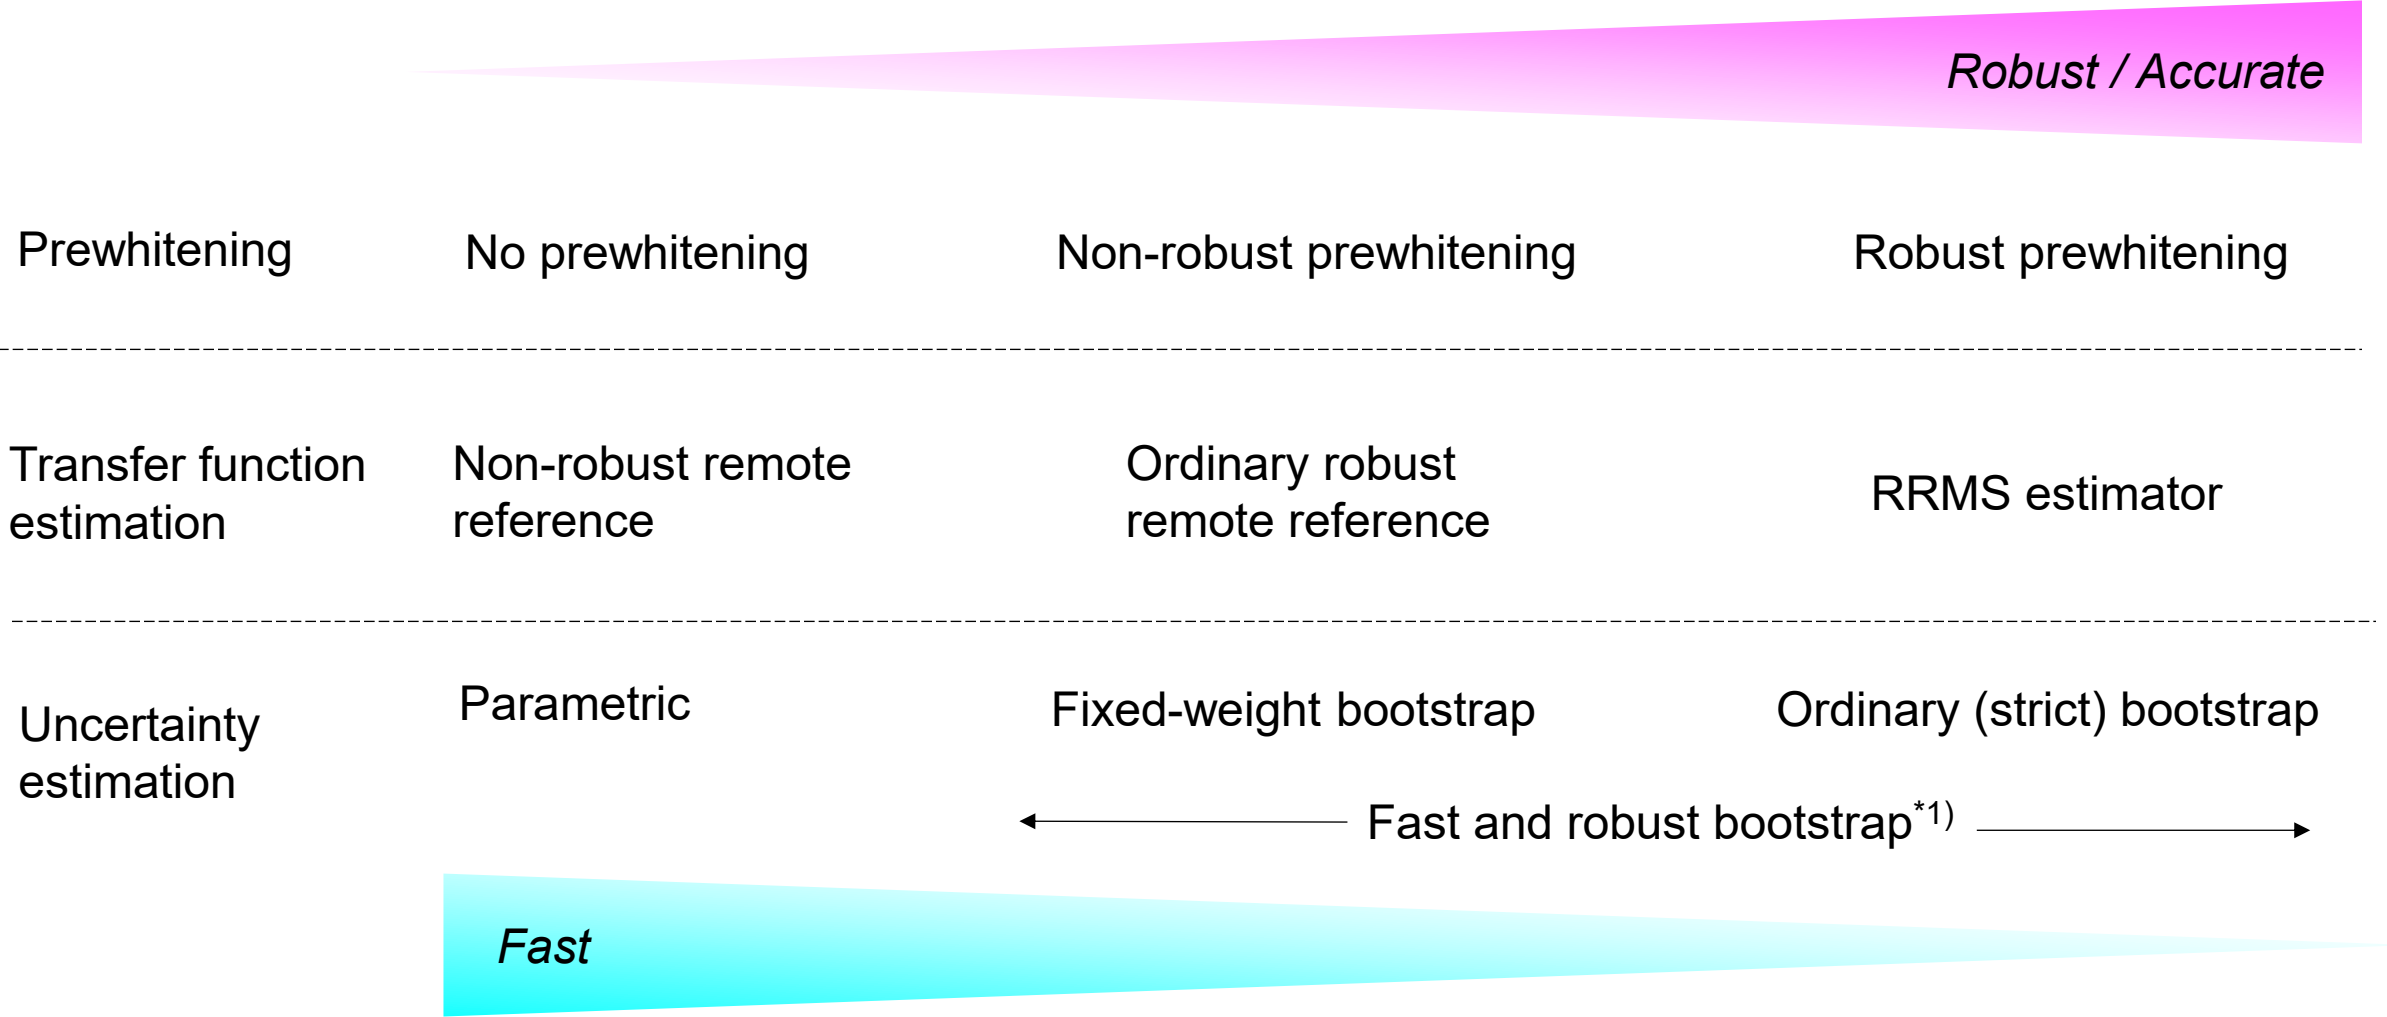 Robust / Accurate
Prewhitening
No prewhitening
Non-robust prewhitening
Robust prewhitening
Transfer function
estimation
Non-robust remote
reference
Ordinary robust
remote reference
RRMS estimator
Uncertainty
estimation
Parametric
Fixed-weight bootstrap
Ordinary (strict) bootstrap
Fast and robust bootstrap*1)
Fast